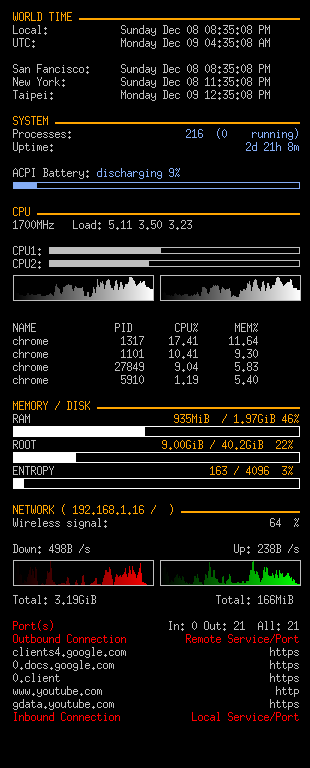 WORLD TIME
Local: Sunday Dec 08 08:35:08 PM
UTC: Monday Dec 09 04:35:08 AM
San Fancisco: Sunday Dec 08 08:35:08 PM
New York: Sunday Dec 08 11:35:08 PM
Taipei: Monday Dec 09 12:35:08 PM
SYSTEM
Processes: 216 (0 running)
Uptime: 2d 21h 8m
ACPI Battery: discharging 9%
CPU
1700MHz Load: 5.11 3.50 3.23
CPU1:
CPU2:
NAME PID CPU% MEM%
chrome 1317 17.41 11.64
chrome 1101 10.41 9.30
chrome 27849 9.04 5.83
chrome 5910 1.19 5.40
MEMORY / DISK
RAM 935MiB / 1.97GiB 46%
ROOT 9.00GiB / 40.2GiB 22%
ENTROPY 163 / 4096 3%
NETWORK ( 192.168.1.16 / )
Wireless signal: 64 %
Down: 498B /s Up: 238B /s
Total: 3.19GiB Total: 166MiB
Port(s) In: 0 Out: 21 All: 21
Outbound Connection Remote Service/Port
clients4.google.com https
0.docs.google.com https
0.client https
www.youtube.com http
gdata.youtube.com https
Inbound Connection Local Service/Port